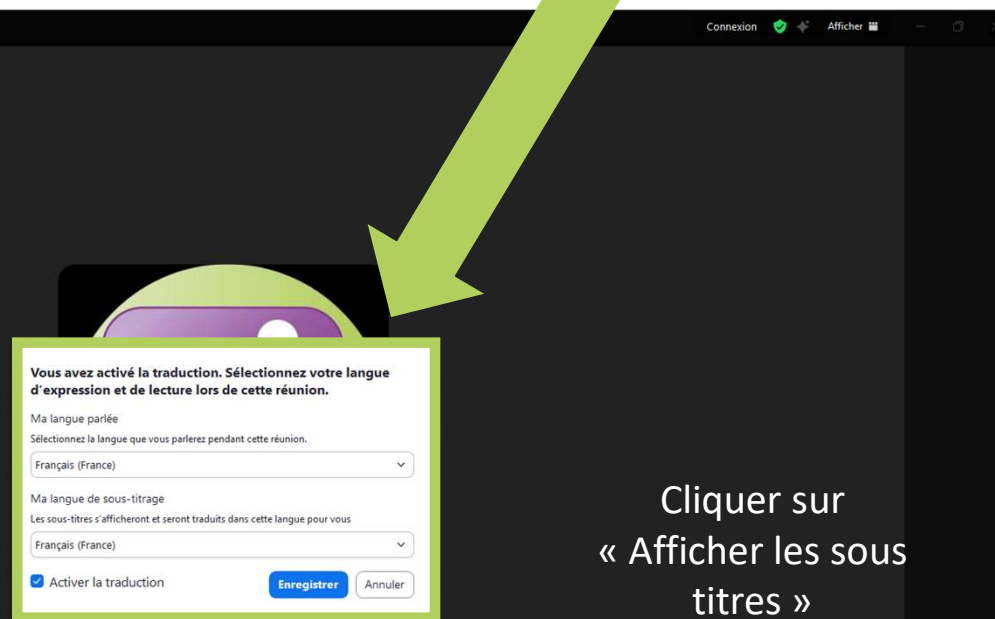 Connexion
Afficher
Vous avez activé la traduction. Sélectionnez votre langue
d'expression et de lecture lors de cette réunion.
Ma langue parlée
Sélectionnez la langue que vous parlerez pendant cette réunion.
Français (France)
Ma langue de sous-titrage
Les sous-titres s'afficheront et seront traduits dans cette langue pour vous
Français (France)
Activer la traduction
Enregistrer
Annuler
Cliquer sur
« Afficher les sous
titres »